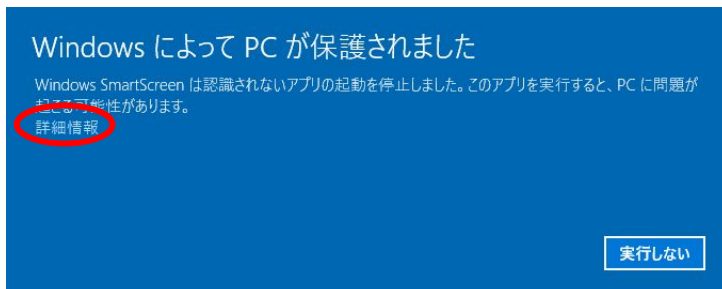 Windows によって PC が保護されました
Windows SmartScreen は認識されないアプリの起動を停止しました。このアプリを実行すると、PC に問題が
起こる可能性があります。
詳細情報
実行しない